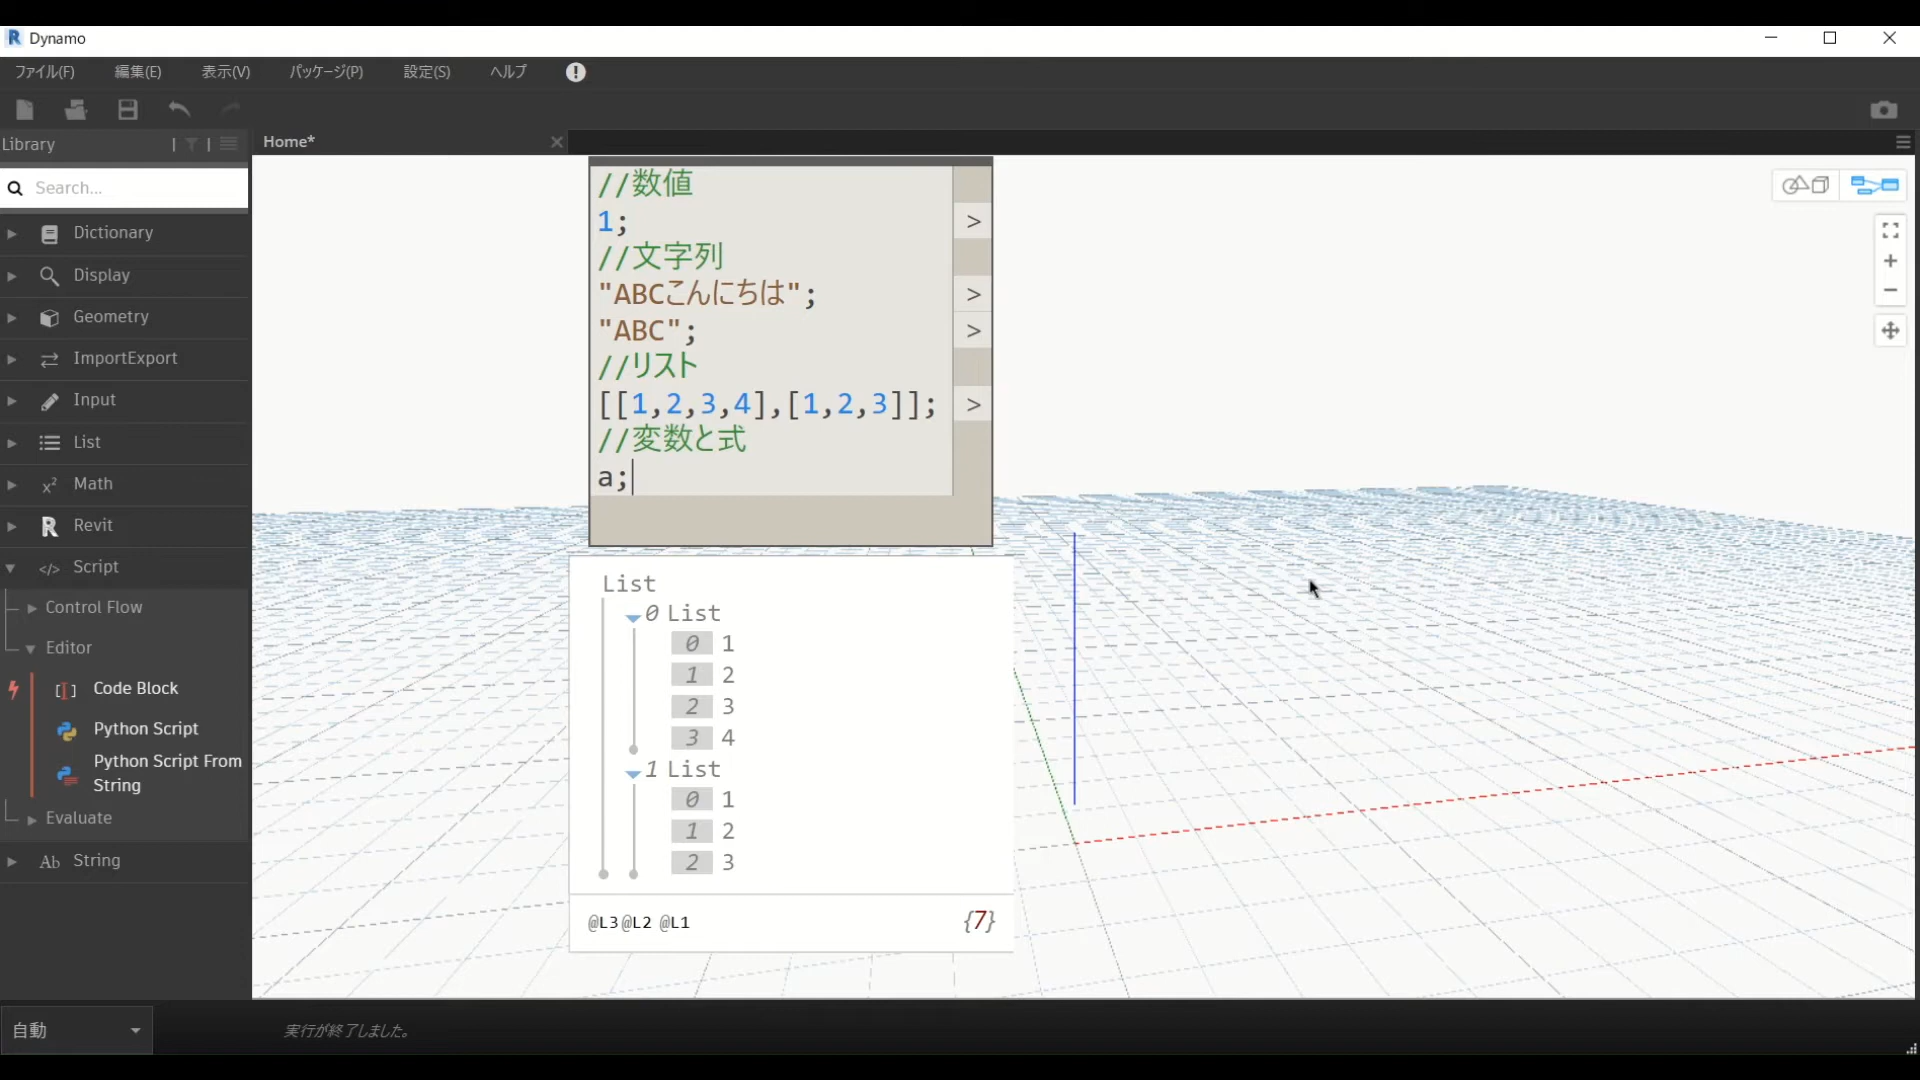 Dynamo
ファイル(F) 編集(E) 表示(V) パッケージ(P) 設定(S) ヘルプ
Library
Home*
Search...
Dictionary
Display
Geometry
ImportExport
Input
List
Math
Revit
Script
Control Flow
Editor
Code Block
Python Script
Python Script From
String
Evaluate
String
//数値
1;
//文字列
"ABCこんにちは";
"ABC";
//リスト
[[1,2,3,4],[1,2,3]];
//変数と式
a;
>
>
>
>
List
0 List
0 1
1 2
2 3
3 4
1 List
0 1
1 2
2 3
@L3 @L2 @L1 {7}
自動
実行が終了しました。